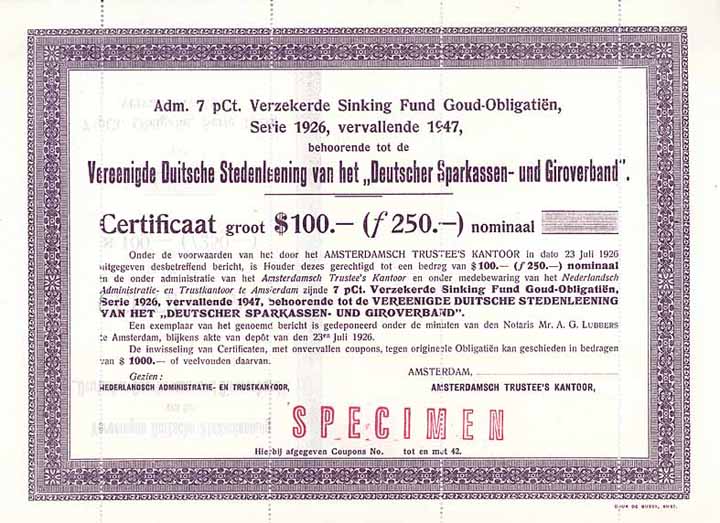 Adm. 7 pCt. Verzekerde Sinking Fund Goud-Obligatiën,
Serie 1926, vervallende 1947,
behoorende tot de
Vereenigde Duitsche Stedenleening van het „Deutscher Sparkassen- und Giroverband".
Certificaat groot $ 100.— (ƒ 250.—) nominaal
Onder de voorwaarden van het door het AMSTERDAMSCH TRUSTEE'S KANTOOR in dato 23 Juli 1926
uitgegeven desbetreffend bericht, is Houder dezes gerechtigd tot een bedrag van $ 100.— (ƒ 250.—) nominaal
in de onder administratie van het Amsterdamsch Trustee's Kantoor en onder medebewaring van het Nederlandsch
Administratie- en Trustkantoor te Amsterdam zijnde 7 pCt. Verzekerde Sinking Fund Goud-Obligatiën,
Serie 1926, vervallende 1947, behoorende tot de VEREENIGDE DUITSCHE STEDENLEENING
VAN HET „DEUTSCHER SPARKASSEN- UND GIROVERBAND".
Een exemplaar van het genoemd bericht is gedeponeerd onder de minuten van den Notaris Mr. A. G. LUBBERS
te Amsterdam, blijkens akte van depôt van den 23en Juli 1926.
De inwisseling van Certificaten, met onvervallen coupons, tegen originele Obligatiën kan geschieden in bedragen
van $ 1000.— of veelvouden daarvan.
AMSTERDAM,
Gezien:
NEDERLANDSCH ADMINISTRATIE- EN TRUSTKANTOOR, AMSTERDAMSCH TRUSTEE'S KANTOOR,
SPECIMEN
Hierbij afgegeven Coupons No. tot en met 42.